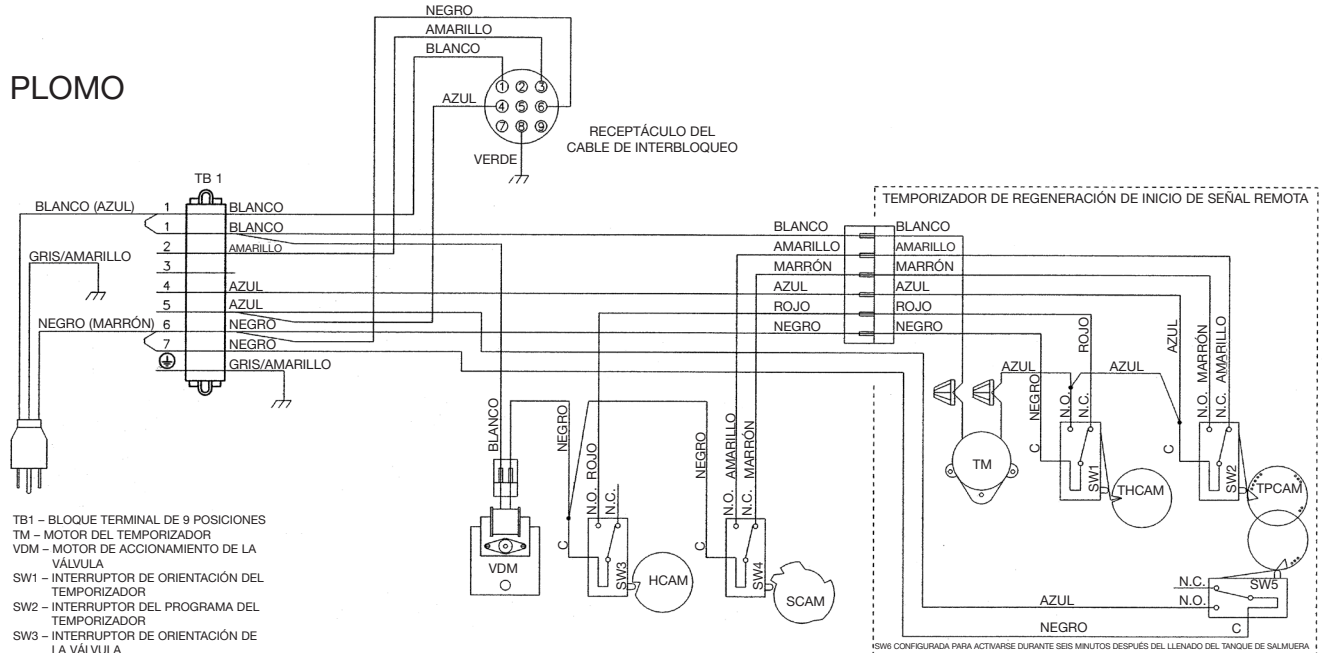 NEGRO
AMARILLO
BLANCO
PLOMO
1 2 3
AZUL
4 5 6
7 8 9
RECEPTÁCULO DEL
CABLE DE INTERBLOQUEO
VERDE
TB 1
TEMPORIZADOR DE REGENERACIÓN DE INICIO DE SEÑAL REMOTA
BLANCO (AZUL)
1
BLANCO
1
BLANCO
BLANCO
BLANCO
2
AMARILLO
AMARILLO
AMARILLO
GRIS/AMARILLO
3
MARRÓN
MARRÓN
4
AZUL
AZUL
AZUL
5
AZUL
ROJO
ROJO
NEGRO (MARRÓN)
6
NEGRO
NEGRO
NEGRO
7
NEGRO
GRIS/AMARILLO
AZUL
NEGRO
ROJO
AZUL
AZUL
MARRÓN
AMARILLO
N.O.
N.C.
N.O.
N.C.
C
C
TM
SW1
THCAM
SW2
TPCAM
BLANCO
NEGRO
ROJO
NEGRO
AMARILLO
MARRÓN
N.O.
N.C.
N.O.
N.C.
C
C
VDM
SW3
HCAM
SW4
SCAM
N.C.
SW5
N.O.
AZUL
NEGRO
C
SW6 CONFIGURADA PARA ACTIVARSE DURANTE SEIS MINUTOS DESPUÉS DEL LLENADO DEL TANQUE DE SALMUERA
TB1 – BLOQUE TERMINAL DE 9 POSICIONES
TM – MOTOR DEL TEMPORIZADOR
VDM – MOTOR DE ACCIONAMIENTO DE LA
VÁLVULA
SW1 – INTERRUPTOR DE ORIENTACIÓN DEL
TEMPORIZADOR
SW2 – INTERRUPTOR DEL PROGRAMA DEL
TEMPORIZADOR
SW3 – INTERRUPTOR DE ORIENTACIÓN DE
LA VÁLVULA